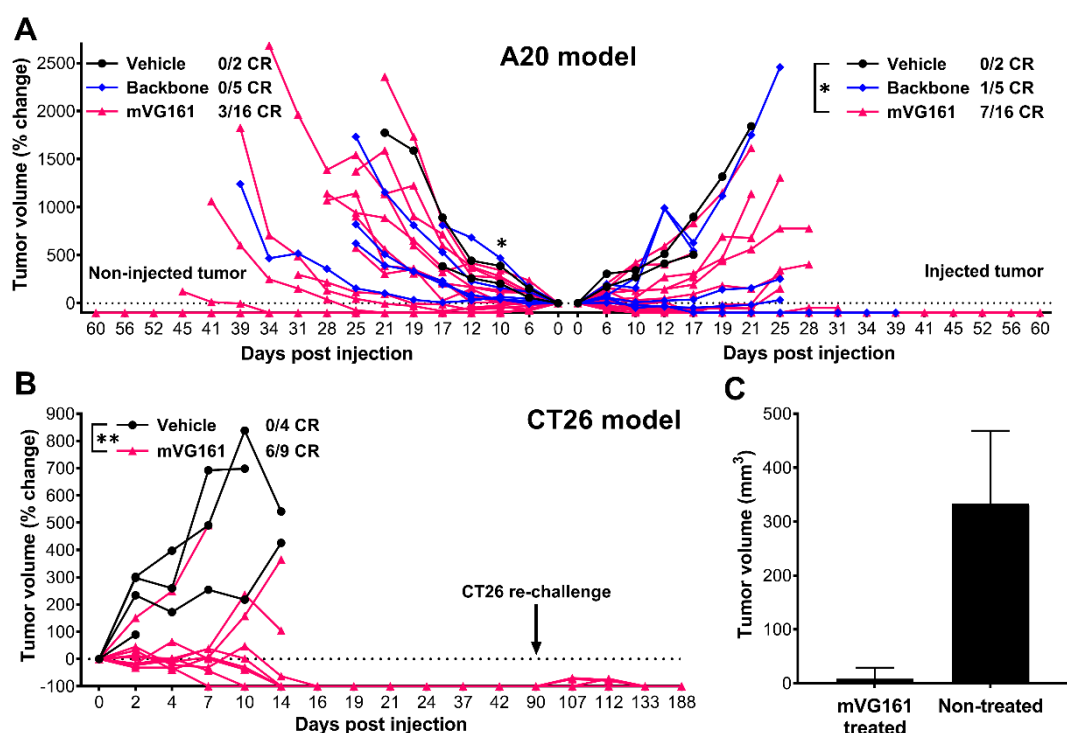 A
A20 model
Vehicle 0/2 CR
Backbone 0/5 CR
mVG161 3/16 CR
Vehicle 0/2 CR
Backbone 1/5 CR
mVG161 7/16 CR
*
*
Tumor volume (% change)
2500
2000
1500
1000
500
0
Non-injected tumor
Injected tumor
60 56 52 45 41 39 34 31 28 25 21 19 17 12 10 6 0 0 6 10 12 17 19 21 25 28 31 34 39 41 45 52 56 60
Days post injection
Days post injection
B
CT26 model
Vehicle 0/4 CR
mVG161 6/9 CR
**
Tumor volume (% change)
900
800
700
600
500
400
300
200
100
0
-100
CT26 re-challenge
0 2 4 7 10 14 16 19 21 24 37 42 90 107 112 133 188
Days post injection
C
Tumor volume (mm³)
500
400
300
200
100
0
mVG161 treated
Non-treated